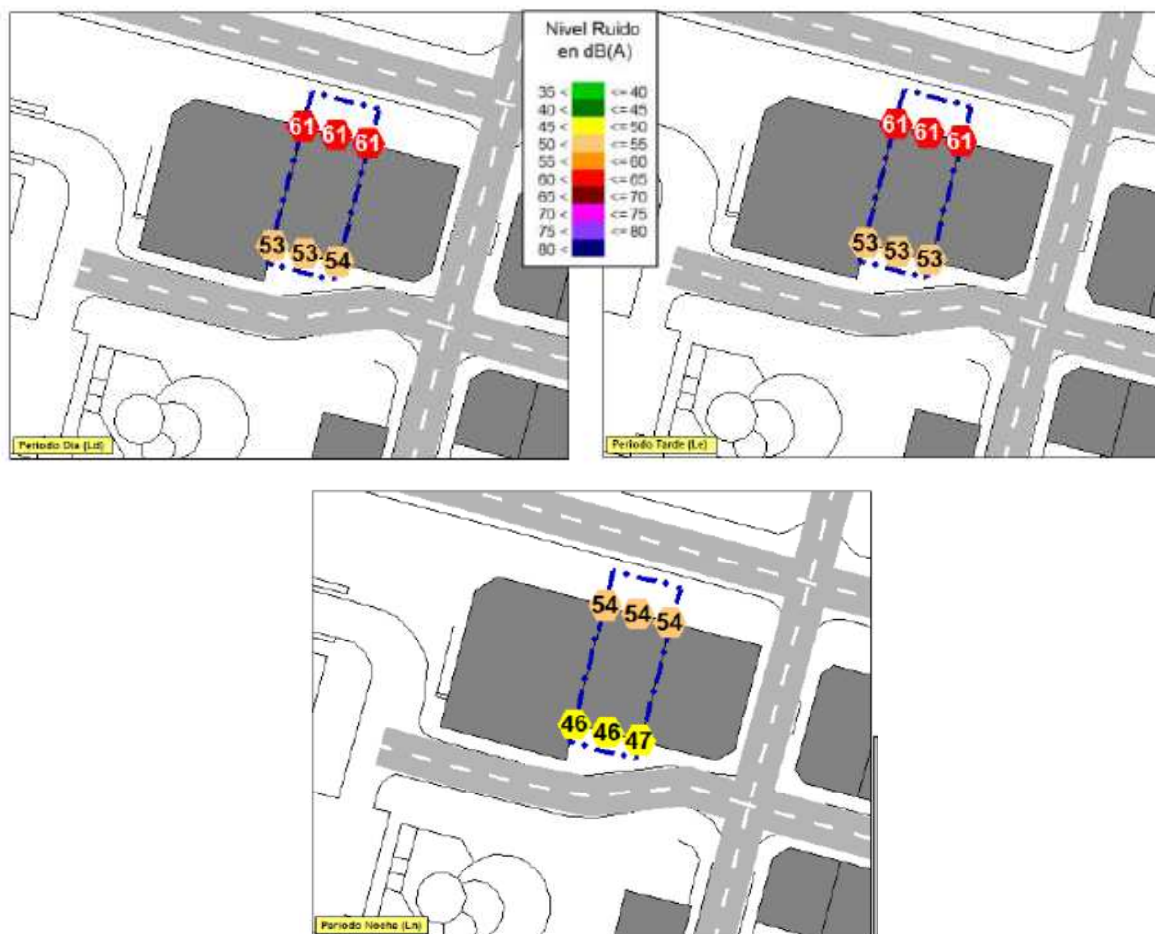 Nivel Ruido
en dB(A)
35 < <= 40
40 < <= 45
45 < <= 50
50 < <= 55
55 < <= 60
60 < <= 65
65 < <= 70
70 < <= 75
75 < <= 80
80 <
61 61 61
53 53 54
Periodo Dia (Ld)
61 61 61
53 53 53
Periodo Tarde (Le)
54 54 54
46 46 47
Periodo Noche (Ln)